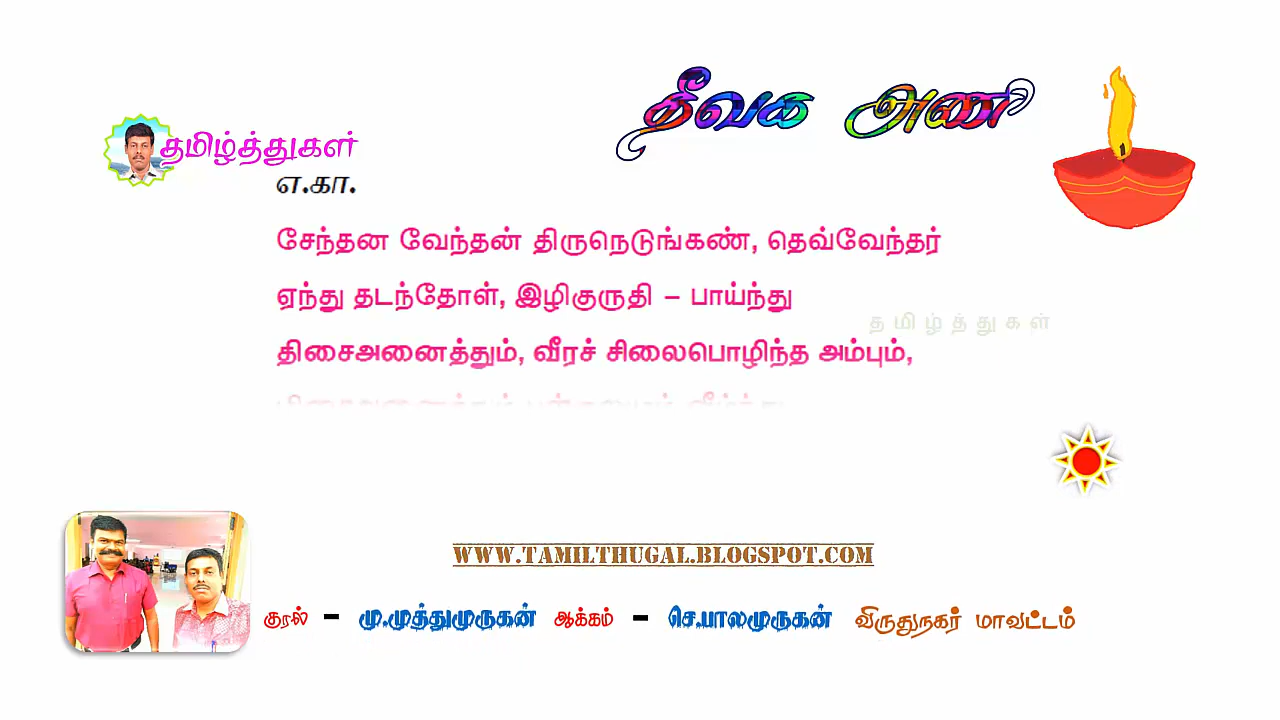 தீவக அணி
தமிழ்த்துகள்
எ.கா.
சேந்தன வேந்தன் திருநெடுங்கண், தெவ்வேந்தர்
ஏந்து தடந்தோள், இழிகுருதி – பாய்ந்து
தமிழ்த்துகள்
திசைஅனைத்தும், வீரச் சிலைபொழிந்த அம்பும்,
WWW.TAMILTHUGAL.BLOGSPOT.COM
குரல் – மு.முத்துமுருகன் ஆக்கம் – செ.பாலமுருகன் விருதுநகர் மாவட்டம்